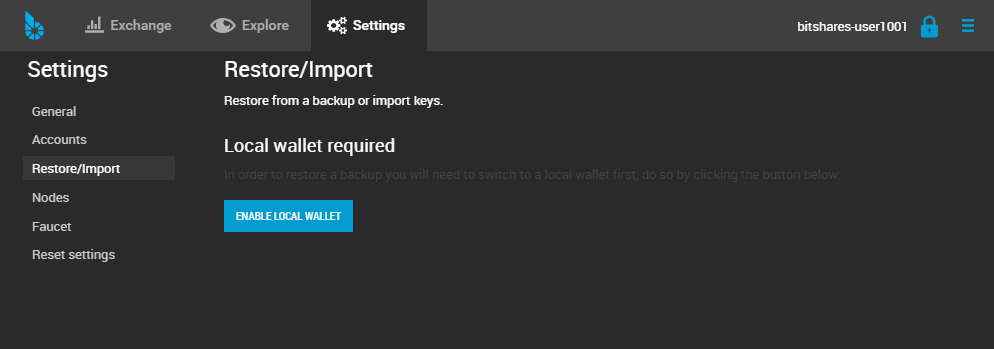 Exchange
Explore
Settings
bitshares-user1001
Settings
General
Accounts
Restore/Import
Nodes
Faucet
Reset settings
Restore/Import
Restore from a backup or import keys.
Local wallet required
In order to restore a backup you will need to switch to a local wallet first, do so by clicking the button below:
ENABLE LOCAL WALLET